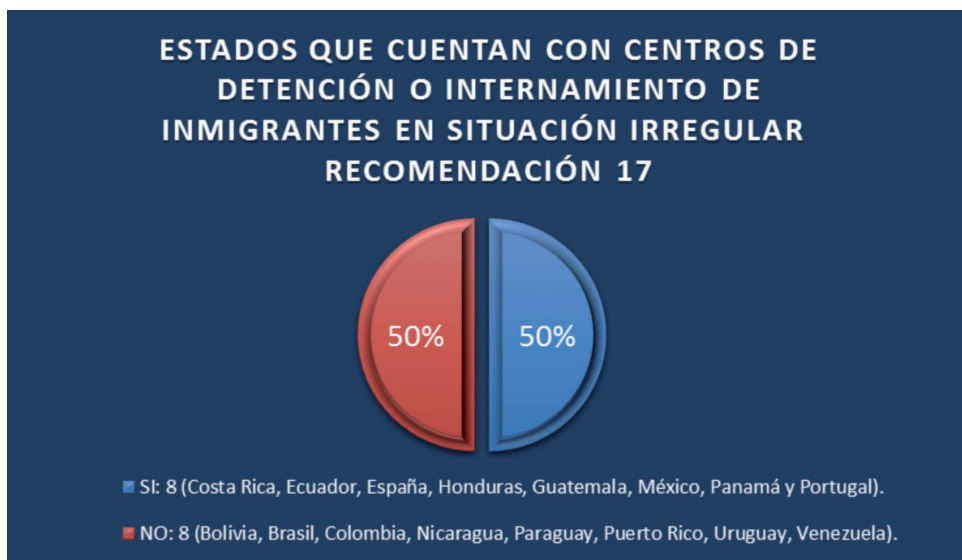 ESTADOS QUE CUENTAN CON CENTROS DE
DETENCIÓN O INTERNAMIENTO DE
INMIGRANTES EN SITUACIÓN IRREGULAR
RECOMENDACIÓN 17
50% 50%
SI: 8 (Costa Rica, Ecuador, España, Honduras, Guatemala, México, Panamá y Portugal).
NO: 8 (Bolivia, Brasil, Colombia, Nicaragua, Paraguay, Puerto Rico, Uruguay, Venezuela).